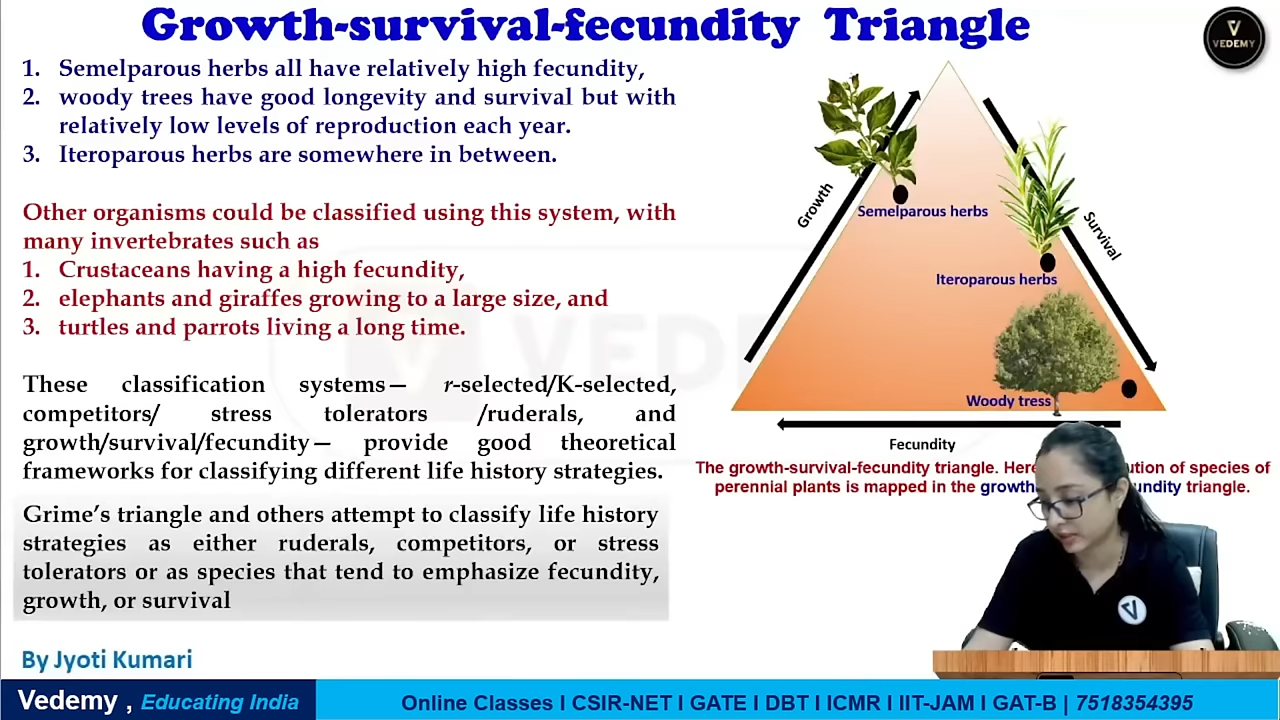 Growth-survival-fecundity Triangle
VEDEMY
1. Semelparous herbs all have relatively high fecundity,
2. woody trees have good longevity and survival but with
relatively low levels of reproduction each year.
3. Iteroparous herbs are somewhere in between.
Other organisms could be classified using this system, with
many invertebrates such as
1. Crustaceans having a high fecundity,
2. elephants and giraffes growing to a large size, and
3. turtles and parrots living a long time.
These classification systems— r-selected/K-selected,
competitors/ stress tolerators /ruderals, and
growth/survival/fecundity— provide good theoretical
frameworks for classifying different life history strategies.
Grime's triangle and others attempt to classify life history
strategies as either ruderals, competitors, or stress
tolerators or as species that tend to emphasize fecundity,
growth, or survival
Growth
Survival
Semelparous herbs
Iteroparous herbs
Woody tress
Fecundity
The growth-survival-fecundity triangle. Here ution of species of
perennial plants is mapped in the growth undity triangle.
By Jyoti Kumari
Vedemy , Educating India
Online Classes I CSIR-NET I GATE I DBT I ICMR I IIT-JAM I GAT-B | 7518354395